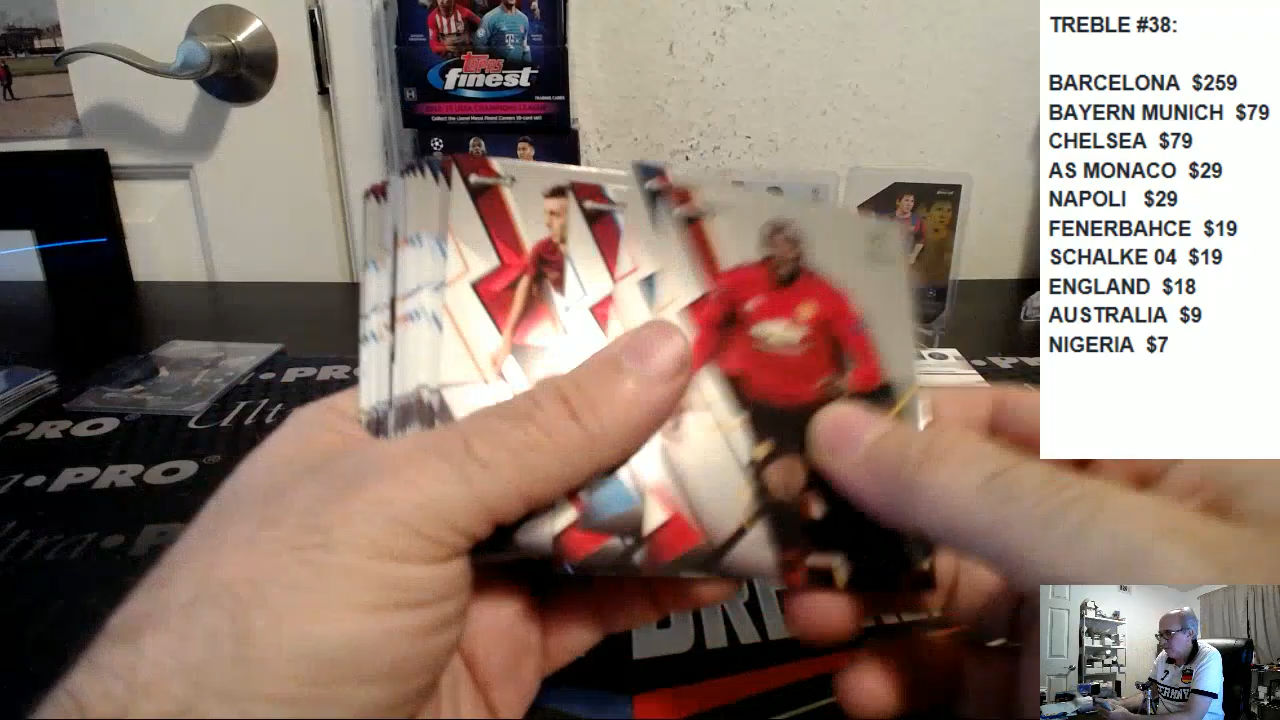 TREBLE #38:
BARCELONA $259
BAYERN MUNICH $79
CHELSEA $79
AS MONACO $29
NAPOLI $29
FENERBAHCE $19
SCHALKE 04 $19
ENGLAND $18
AUSTRALIA $9
NIGERIA $7
TOPPS
finest
PRO
PRO
Ultra PRO